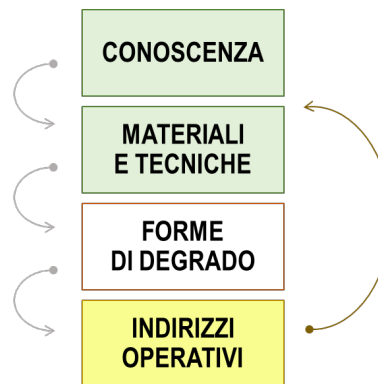 CONOSCENZA
MATERIALI
E TECNICHE
FORME
DI DEGRADO
INDIRIZZI
OPERATIVI